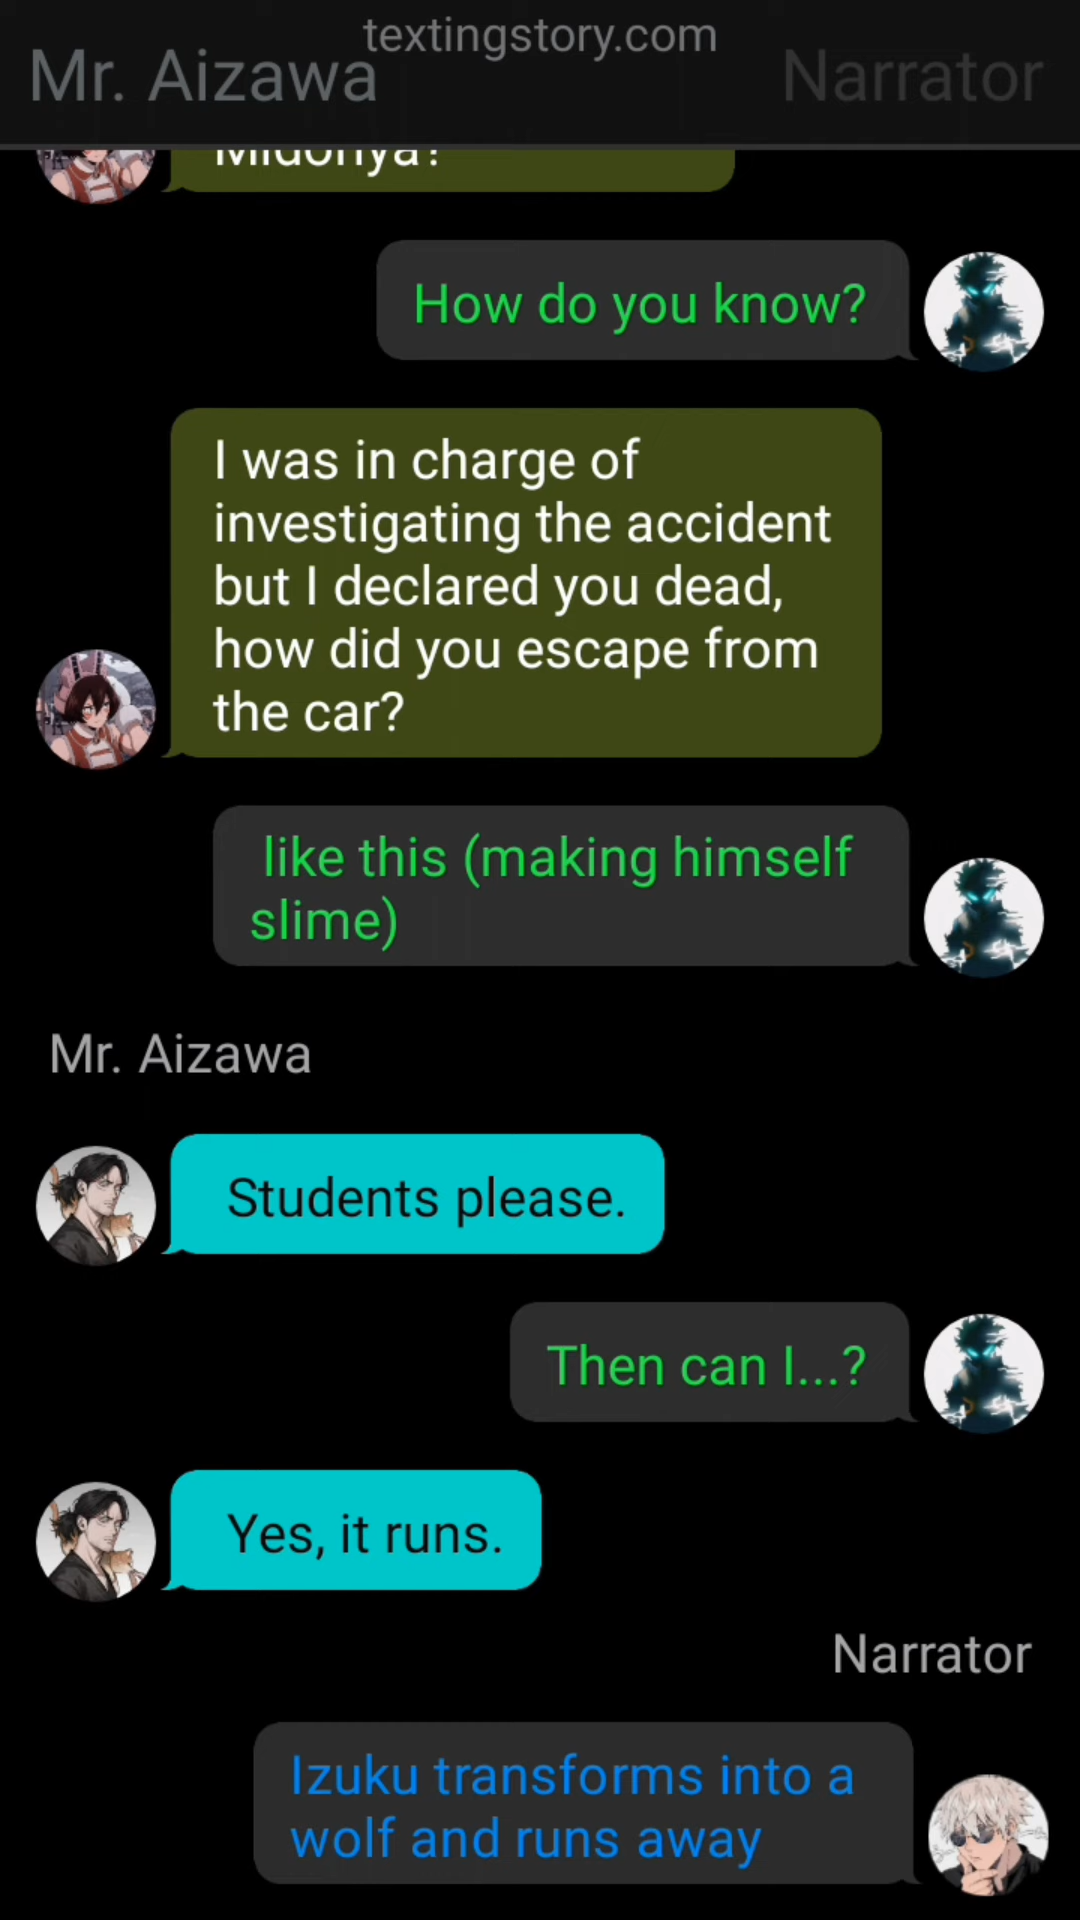 textingstory.com
Mr. Aizawa
Narrator
Midoriya?
How do you know?
I was in charge of
investigating the accident
but I declared you dead,
how did you escape from
the car?
like this (making himself
slime)
Mr. Aizawa
Students please.
Then can I...?
Yes, it runs.
Narrator
Izuku transforms into a
wolf and runs away